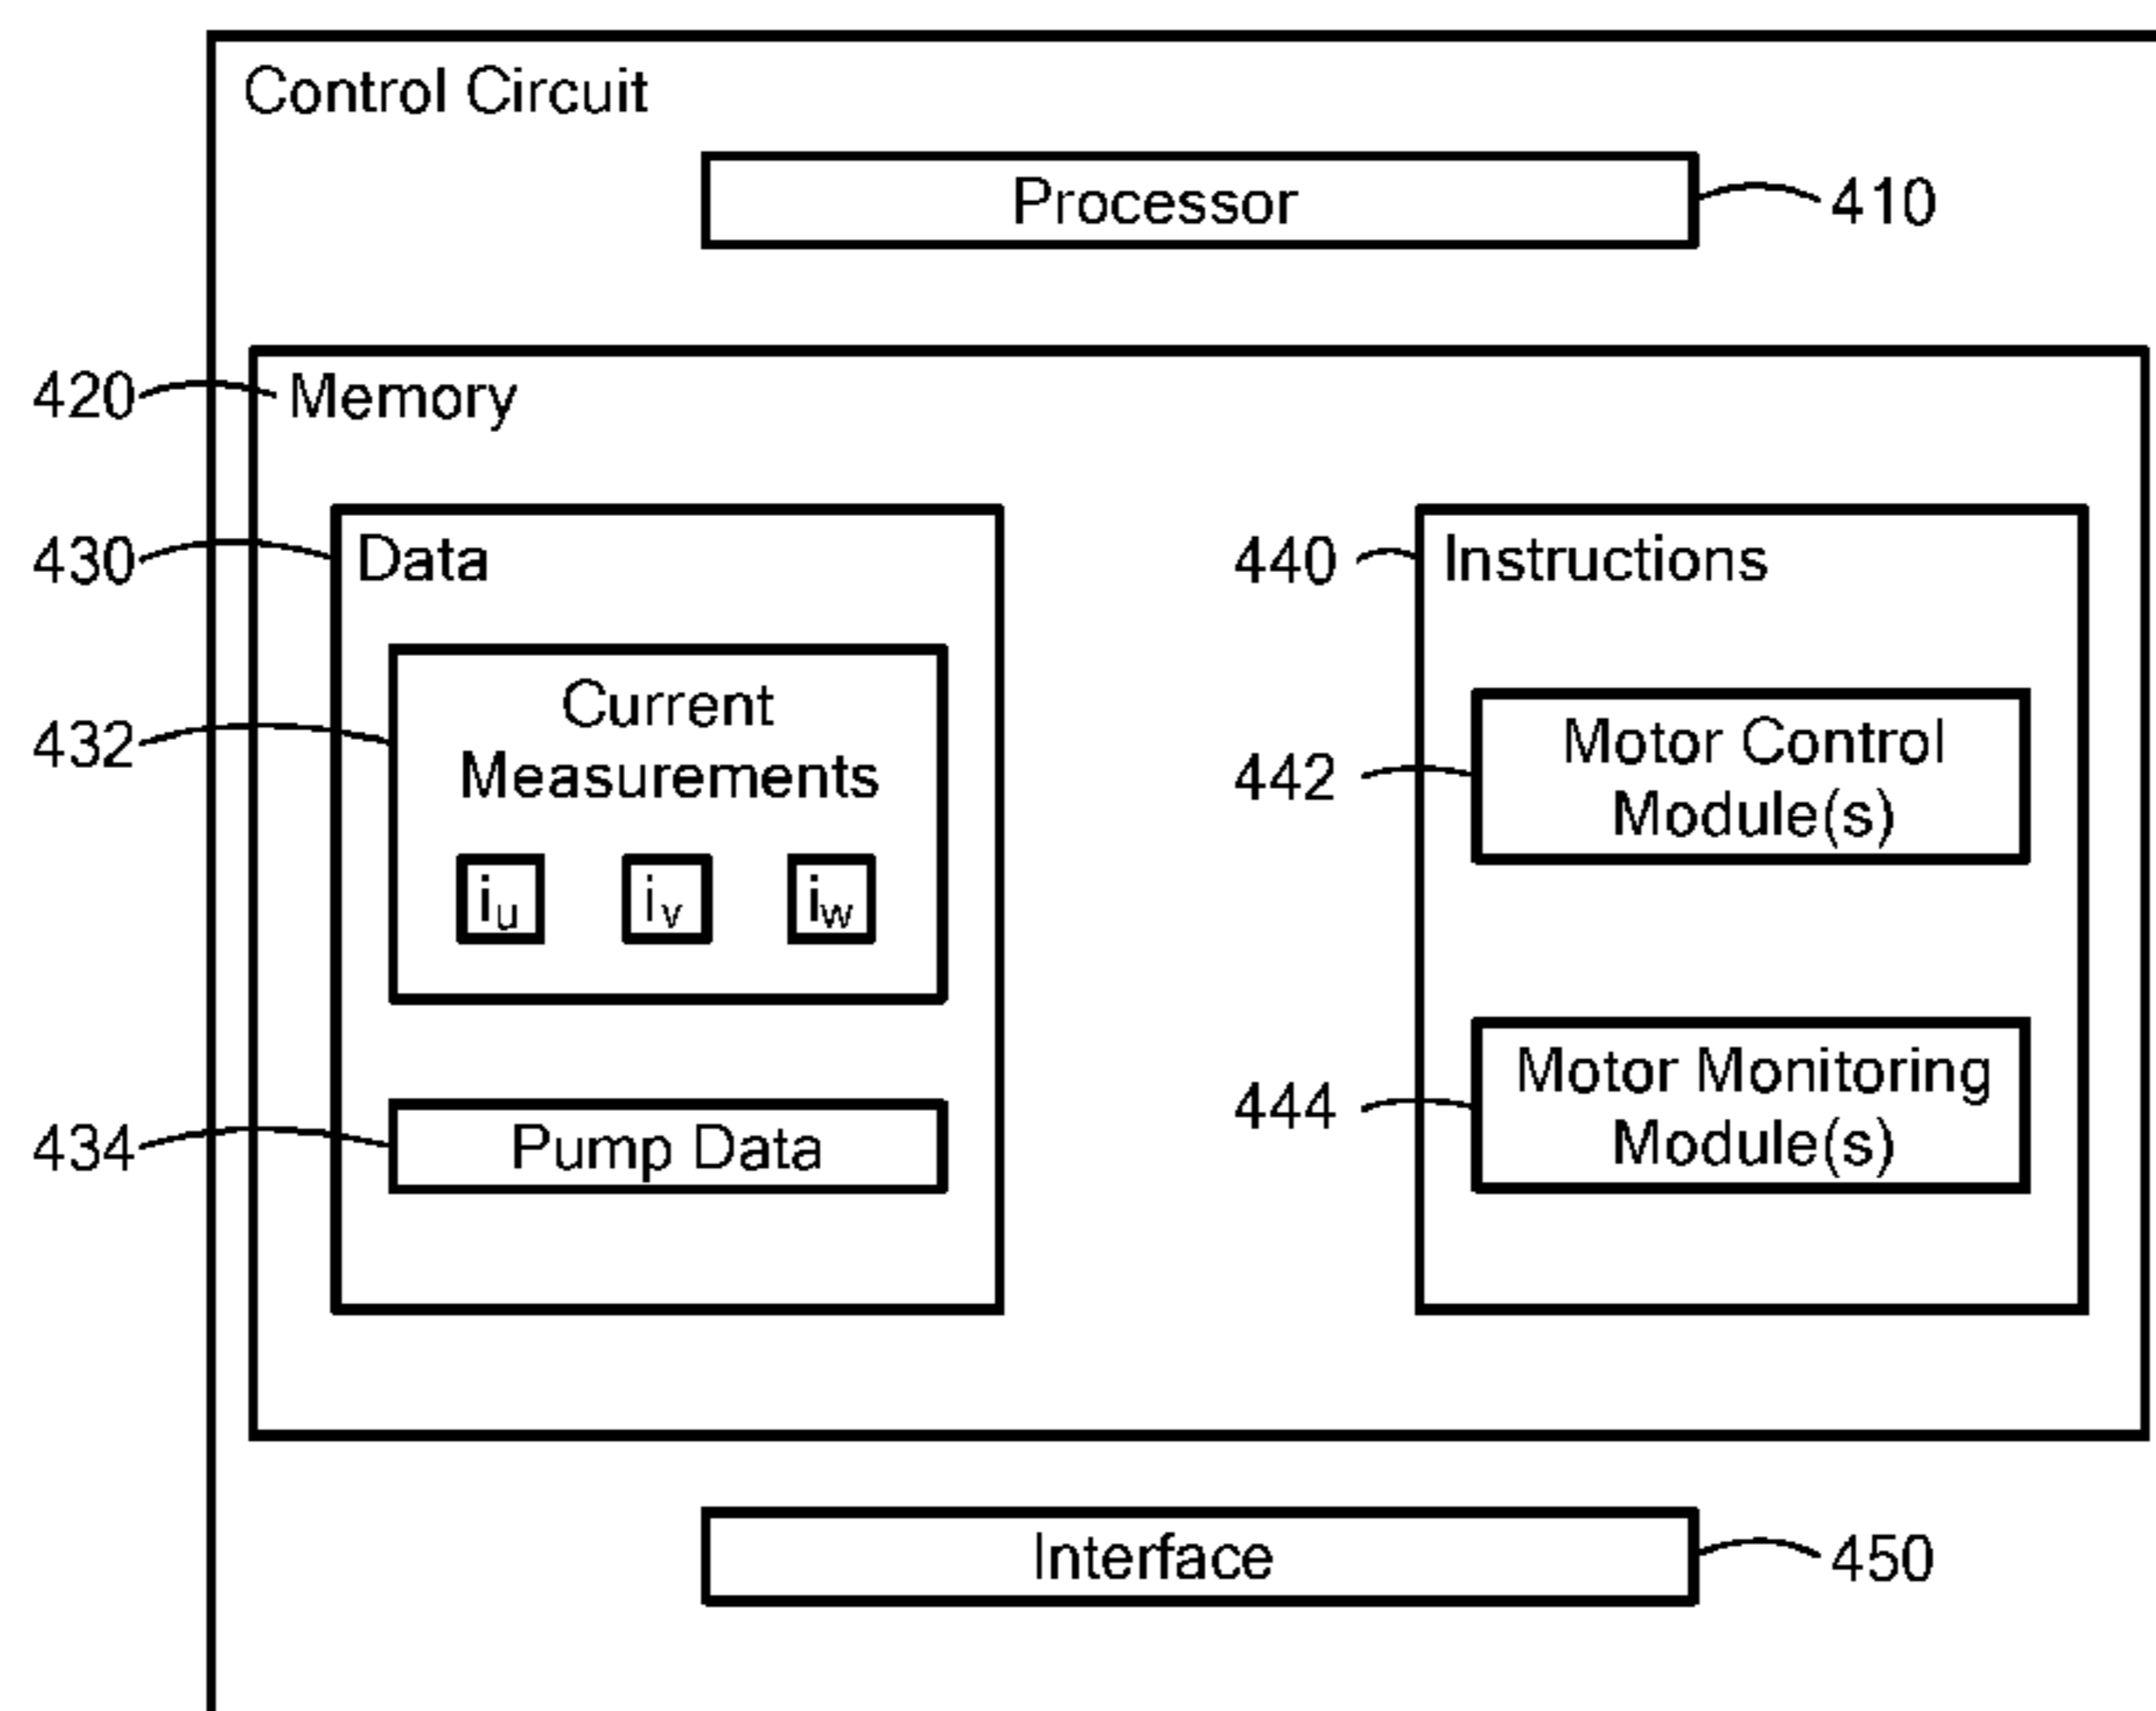 Control Circuit
Processor
410
420
Memory
430
Data
440
Instructions
432
Current
Measurements
iu
iv
iw
442
Motor Control
Module(s)
434
Pump Data
444
Motor Monitoring
Module(s)
Interface
450